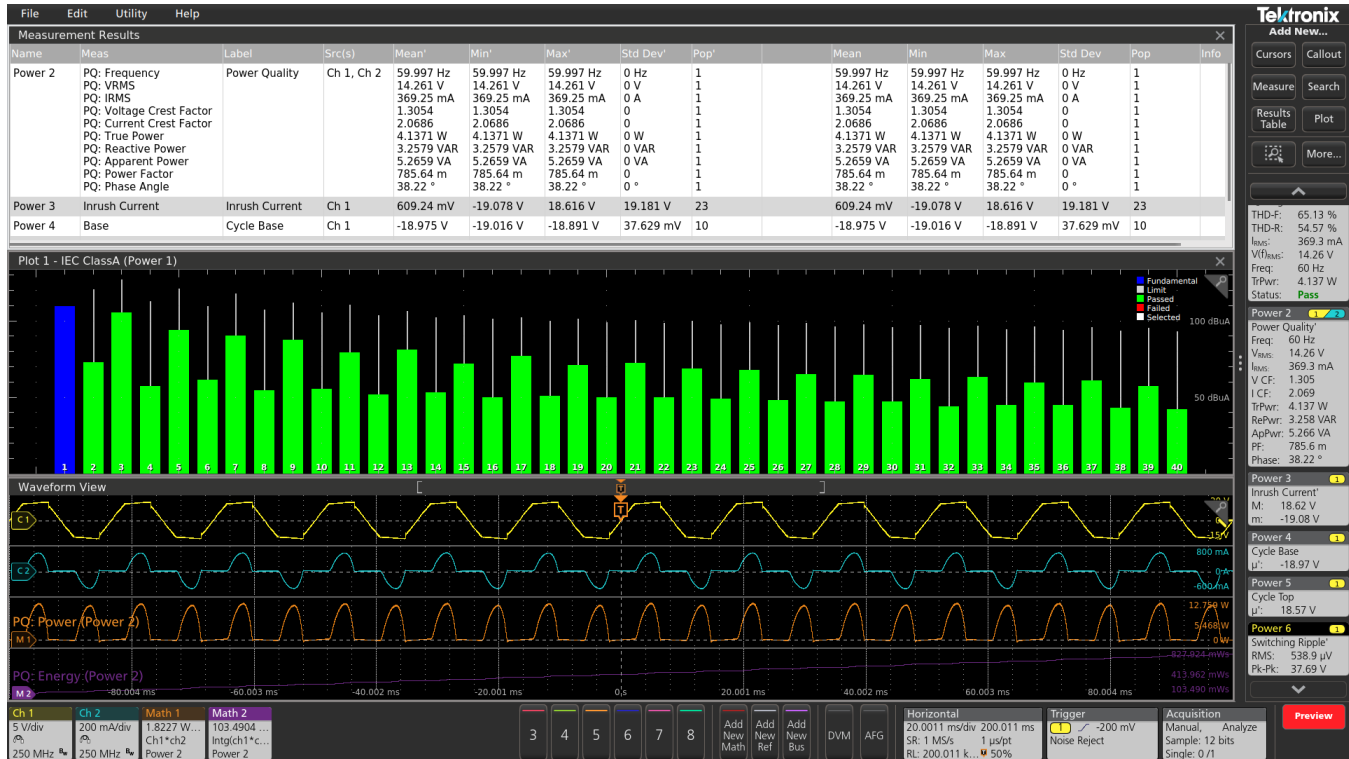 File Edit Utility Help
Tektronix
Measurement Results
Add New...
Name Meas Label Src(s) Mean' Min' Max' Std Dev' Pop' Mean Min Max Std Dev Pop Info
Power 2 PQ: Frequency Power Quality Ch 1, Ch 2 59.997 Hz 59.997 Hz 59.997 Hz 0 Hz 1 59.997 Hz 59.997 Hz 59.997 Hz 0 Hz 1
PQ: VRMS 14.261 V 14.261 V 14.261 V 0 V 1 14.261 V 14.261 V 14.261 V 0 V 1
PQ: IRMS 369.25 mA 369.25 mA 369.25 mA 0 A 1 369.25 mA 369.25 mA 369.25 mA 0 A 1
PQ: Voltage Crest Factor 1.3054 1.3054 1.3054 0 1 1.3054 1.3054 1.3054 0 1
PQ: Current Crest Factor 2.0686 2.0686 2.0686 0 1 2.0686 2.0686 2.0686 0 1
PQ: True Power 4.1371 W 4.1371 W 4.1371 W 0 W 1 4.1371 W 4.1371 W 4.1371 W 0 W 1
PQ: Reactive Power 3.2579 VAR 3.2579 VAR 3.2579 VAR 0 VAR 1 3.2579 VAR 3.2579 VAR 3.2579 VAR 0 VAR 1
PQ: Apparent Power 5.2659 VA 5.2659 VA 5.2659 VA 0 VA 1 5.2659 VA 5.2659 VA 5.2659 VA 0 VA 1
PQ: Power Factor 785.64 m 785.64 m 785.64 m 0 1 785.64 m 785.64 m 785.64 m 0 1
PQ: Phase Angle 38.22 ° 38.22 ° 38.22 ° 0 ° 1 38.22 ° 38.22 ° 38.22 ° 0 ° 1
Power 3 Inrush Current Inrush Current Ch 1 609.24 mV -19.078 V 18.616 V 19.181 V 23 609.24 mV -19.078 V 18.616 V 19.181 V 23
Power 4 Base Cycle Base Ch 1 -18.975 V -19.016 V -18.891 V 37.629 mV 10 -18.975 V -19.016 V -18.891 V 37.629 mV 10
Cursors Callout
Measure Search
Results Table Plot
More...
THD-F: 65.13 %
THD-R: 54.57 %
IRMS: 369.3 mA
V(f)RMS: 14.26 V
Freq: 60 Hz
TrPwr: 4.137 W
Status: Pass
Power 2 1 2
Power Quality'
Freq: 60 Hz
VRMS: 14.26 V
IRMS: 369.3 mA
V CF: 1.305
I CF: 2.069
TrPwr: 4.137 W
RePwr: 3.258 VAR
ApPwr: 5.266 VA
PF: 785.6 m
Phase: 38.22 °
Power 3 1
Inrush Current'
M: 18.62 V
m: -19.08 V
Power 4 1
Cycle Base
µ': -18.97 V
Power 5 1
Cycle Top
µ': 18.57 V
Power 6 1
Switching Ripple'
RMS: 538.9 µV
Pk-Pk: 37.69 V
Plot 1 - IEC ClassA (Power 1)
Fundamental
Limit
Passed
Failed
Selected
100 dBuA
50 dBuA
1 2 3 4 5 6 7 8 9 10 11 12 13 14 15 16 17 18 19 20 21 22 23 24 25 26 27 28 29 30 31 32 33 34 35 36 37 38 39 40
Waveform View
T
T
C 1
-15 V
C 2
800 mA
0 A
-600 mA
PQ: Power (Power 2)
M 1
12.759 W
5.468 W
0 W
PQ: Energy (Power 2)
M 2
827.924 mWs
413.962 mWs
103.490 mWs
-80.004 ms -60.003 ms -40.002 ms -20.001 ms 0 s 20.001 ms 40.002 ms 60.003 ms 80.004 ms
Ch 1
5 V/div
250 MHz Bw
Ch 2
200 mA/div
250 MHz Bw
Math 1
1.8227 W...
Ch1*ch2
Power 2
Math 2
103.4904 ...
Intg(ch1*c...
Power 2
3 4 5 6 7 8
Add New Math
Add New Ref
Add New Bus
DVM AFG
Horizontal
20.0011 ms/div 200.011 ms
SR: 1 MS/s 1 µs/pt
RL: 200.011 k... 50%
Trigger
1 -200 mV
Noise Reject
Acquisition
Manual, Analyze
Sample: 12 bits
Single: 0 /1
Preview